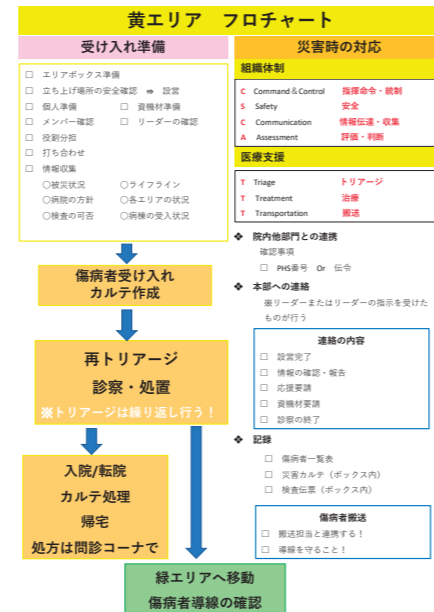 黄エリア　フロチャート
受け入れ準備
□ エリアボックス準備
□ 立ち上げ場所の安全確認 ⇒ 設営
□ 個人準備　□ 資機材準備
□ メンバー確認　□ リーダーの確認
□ 役割分担
□ 打ち合わせ
□ 情報収集
○被災状況　○ライフライン
○病院の方針　○各エリアの状況
○検査の可否　○病棟の受入状況
傷病者受け入れ
カルテ作成
再トリアージ
診察・処置
※トリアージは繰り返し行う！
入院/転院
カルテ処理
帰宅
処方は問診コーナで
緑エリアへ移動
傷病者導線の確認
災害時の対応
組織体制
C Command＆Control 指揮命令・統制
S Safety 安全
C Communication 情報伝達・収集
A Assessment 評価・判断
医療支援
T Triage トリアージ
T Treatment 治療
T Transportation 搬送
❖ 院内他部門との連携
確認事項
□ PHS番号 Or 伝令
❖ 本部への連絡
※リーダーまたはリーダーの指示を受けた
ものが行う
連絡の内容
□ 設営完了
□ 情報の確認・報告
□ 応援要請
□ 資機材要請
□ 診察の終了
❖ 記録
□ 傷病者一覧表
□ 災害カルテ（ボックス内）
□ 検査伝票（ボックス内）
傷病者搬送
□ 搬送担当と連携する！
□ 導線を守ること！